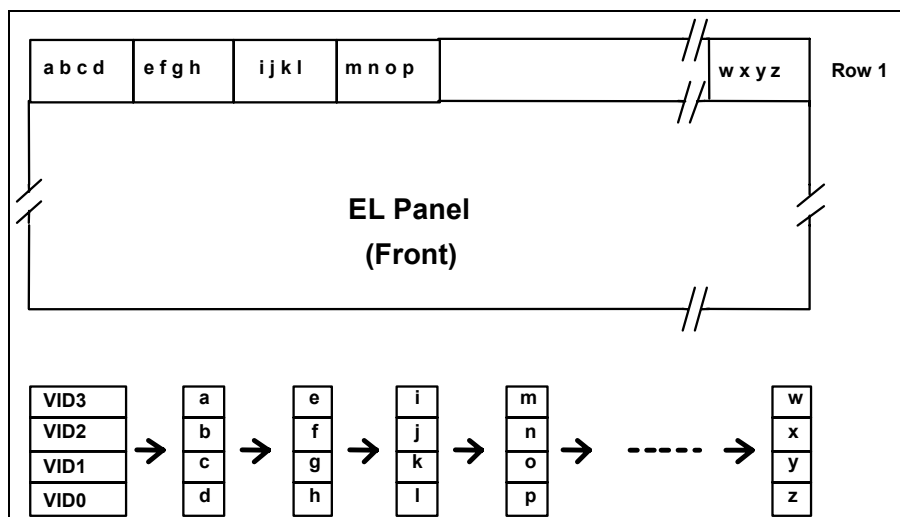 a b c d e f g h i j k l m n o p w x y z Row 1
EL Panel
(Front)
VID3 a e i m w
VID2 b f j n x
VID1 c g k o y
VID0 d h l p z